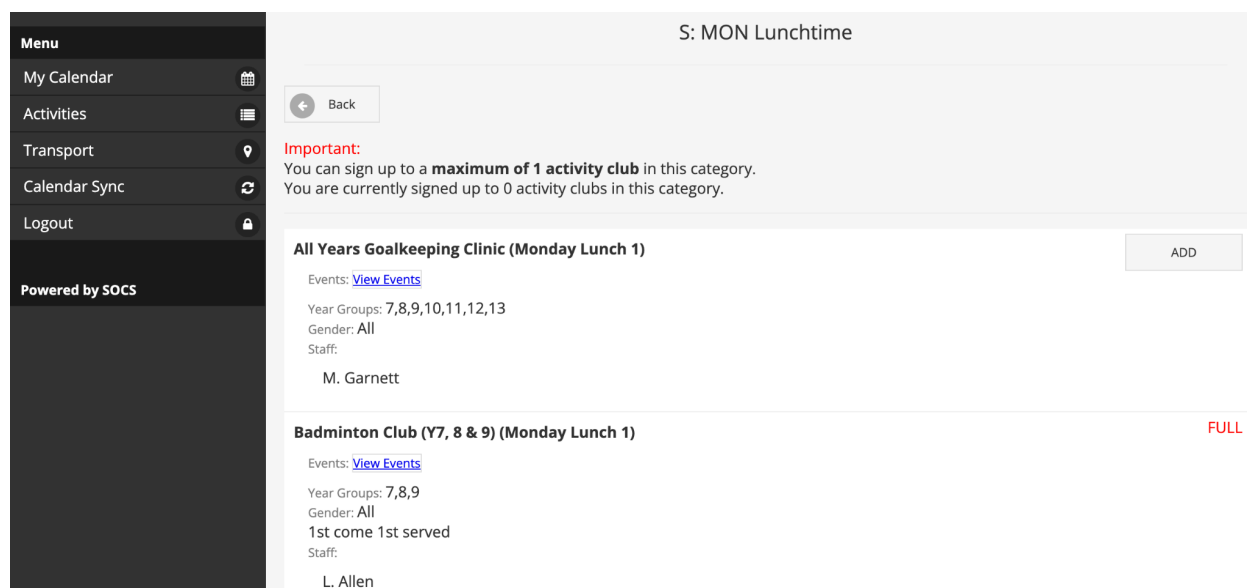 Menu
My Calendar
Activities
Transport
Calendar Sync
Logout
Powered by SOCS
S: MON Lunchtime
Back
Important:
You can sign up to a maximum of 1 activity club in this category.
You are currently signed up to 0 activity clubs in this category.
All Years Goalkeeping Clinic (Monday Lunch 1)
ADD
Events: View Events
Year Groups: 7,8,9,10,11,12,13
Gender: All
Staff:
M. Garnett
Badminton Club (Y7, 8 & 9) (Monday Lunch 1)
FULL
Events: View Events
Year Groups: 7,8,9
Gender: All
1st come 1st served
Staff:
L. Allen